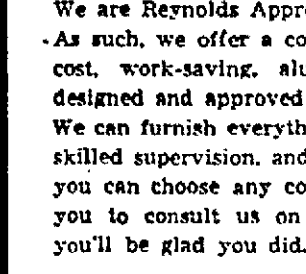 We are Reynolds Appr
As such, we offer a co
cost, work-saving, alu
designed and approved
We can furnish everyth
skilled supervision, and
you can choose any co
you to consult us on
you'll be glad you did.